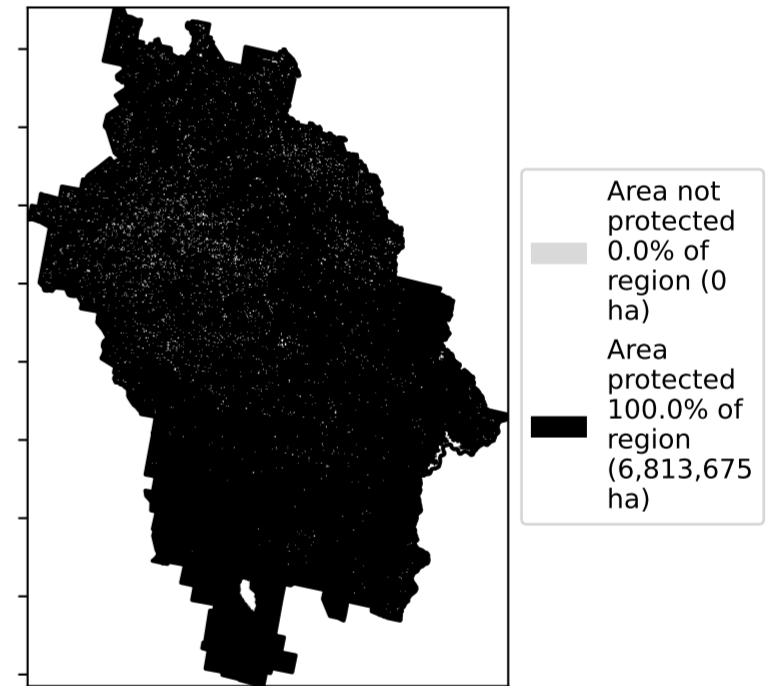 Area not
protected
0.0% of
region (0
ha)
Area
protected
100.0% of
region
(6,813,675
ha)